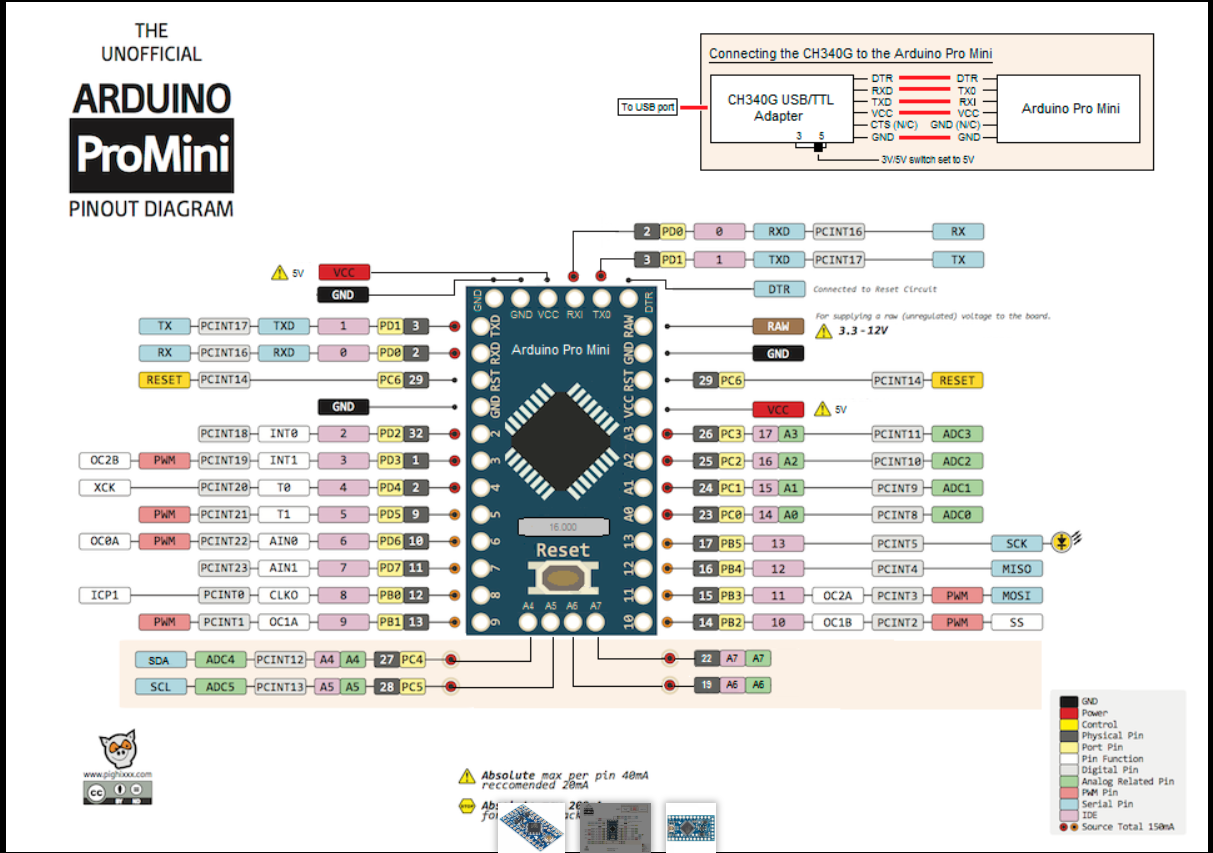 THE
UNOFFICIAL
ARDUINO
ProMini
PINOUT DIAGRAM
Connecting the CH340G to the Arduino Pro Mini
To USB port
CH340G USB/TTL
Adapter
3 5
DTR DTR
RXD TX0
TXD RXI
VCC VCC
CTS (N/C) GND (N/C)
GND GND
Arduino Pro Mini
3V/5V switch set to 5V
2 PD0 0 RXD PCINT16 RX
3 PD1 1 TXD PCINT17 TX
5V VCC
GND
DTR Connected to Reset Circuit
For supplying a raw (unregulated) voltage to the board.
RAW 3.3 - 12V
GND GND VCC RXI TX0 DTR
TX PCINT17 TXD 1 PD1 3 TXD
RAW
RX PCINT16 RXD 0 PD0 2 RXD
Arduino Pro Mini
GND GND
RESET PCINT14 PC6 29 RST
RST 29 PC6 PCINT14 RESET
GND GND
VCC VCC 5V
PCINT18 INT0 2 PD2 32 2
A3 26 PC3 17 A3 PCINT11 ADC3
OC2B PWM PCINT19 INT1 3 PD3 1 3
A2 25 PC2 16 A2 PCINT10 ADC2
XCK PCINT20 T0 4 PD4 2 4
A1 24 PC1 15 A1 PCINT9 ADC1
PWM PCINT21 T1 5 PD5 9 5
A0 23 PC0 14 A0 PCINT8 ADC0
16.000
OC0A PWM PCINT22 AIN0 6 PD6 10 6
13 17 PB5 13 PCINT5 SCK
Reset
PCINT23 AIN1 7 PD7 11 7
12 16 PB4 12 PCINT4 MISO
ICP1 PCINT0 CLKO 8 PB0 12 8
11 15 PB3 11 OC2A PCINT3 PWM MOSI
A4 A5 A6 A7
PWM PCINT1 OC1A 9 PB1 13 9
10 14 PB2 10 OC1B PCINT2 PWM SS
SDA ADC4 PCINT12 A4 A4 27 PC4
22 A7 A7
SCL ADC5 PCINT13 A5 A5 28 PC5
19 A6 A6
www.pighixxx.com
cc
BY ND
Absolute max per pin 40mA
reccomended 20mA
STOP
GND
Power
Control
Physical Pin
Port Pin
Pin Function
Digital Pin
Analog Related Pin
PWM Pin
Serial Pin
IDE
Source Total 150mA